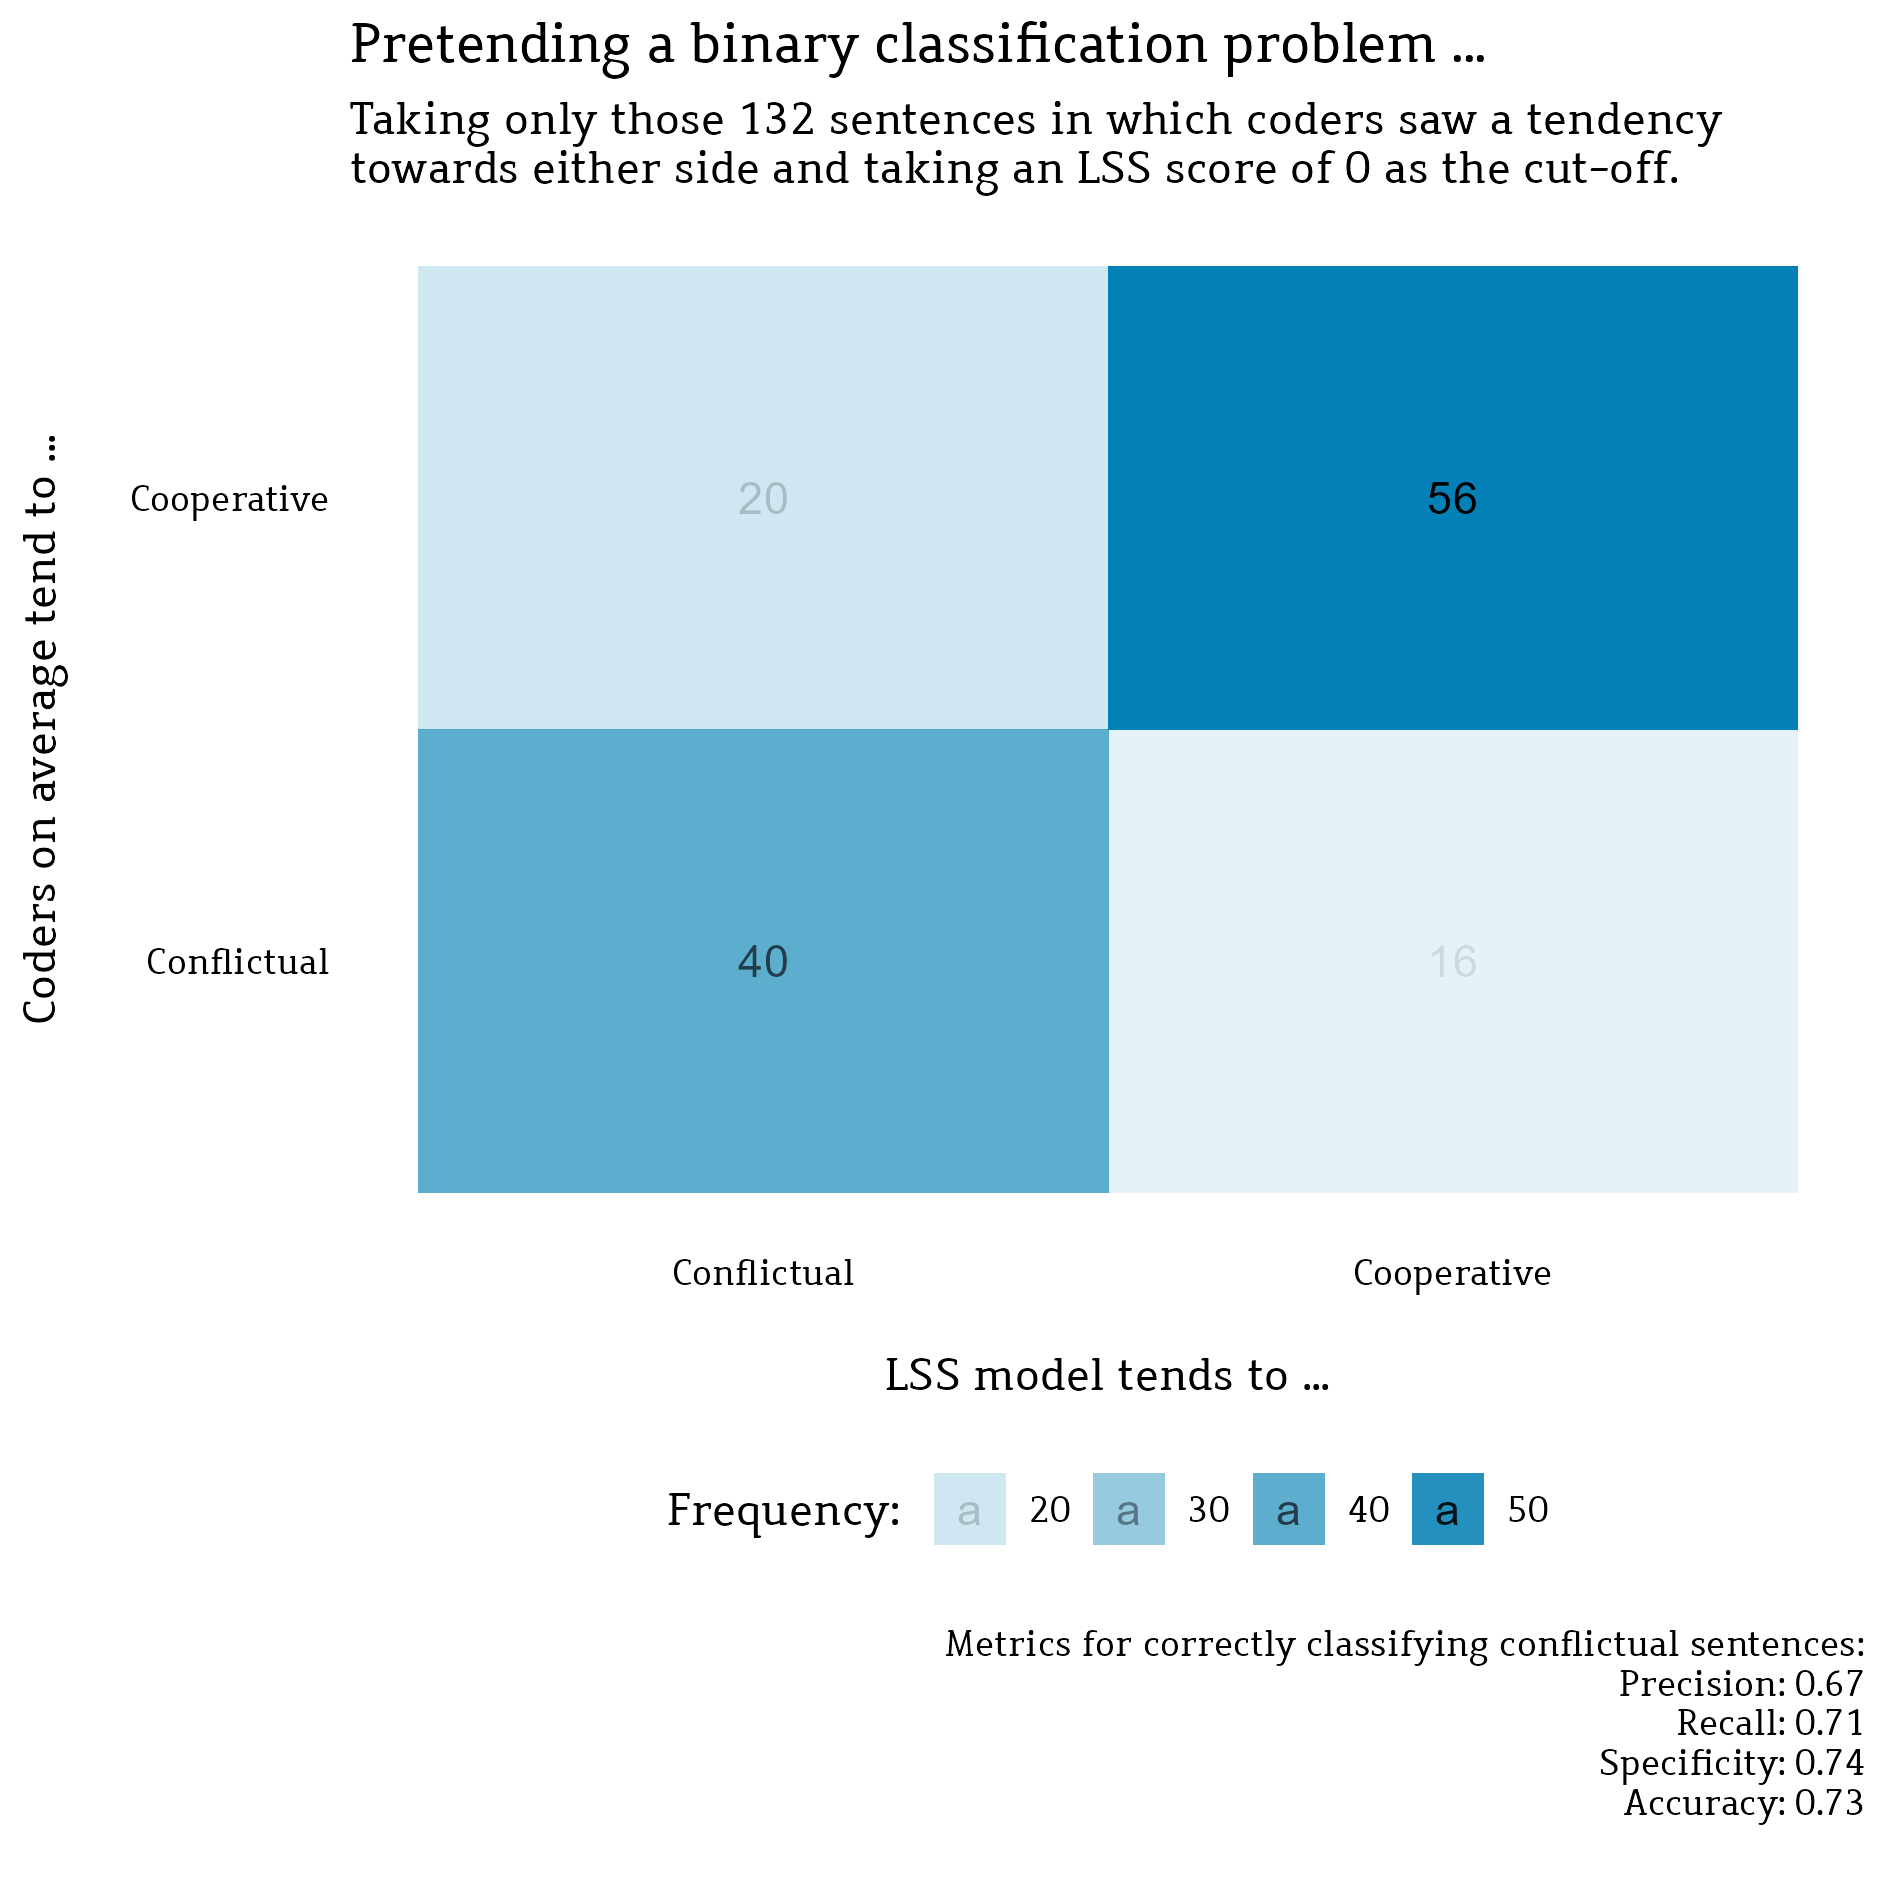 Pretending a binary classification problem ...
Taking only those 132 sentences in which coders saw a tendency
towards either side and taking an LSS score of 0 as the cut-off.
Coders on average tend to ...
Cooperative
20
56
Conflictual
40
16
Conflictual
Cooperative
LSS model tends to ...
Frequency: a 20 a 30 a 40 a 50
Metrics for correctly classifying conflictual sentences:
Precision: 0.67
Recall: 0.71
Specificity: 0.74
Accuracy: 0.73